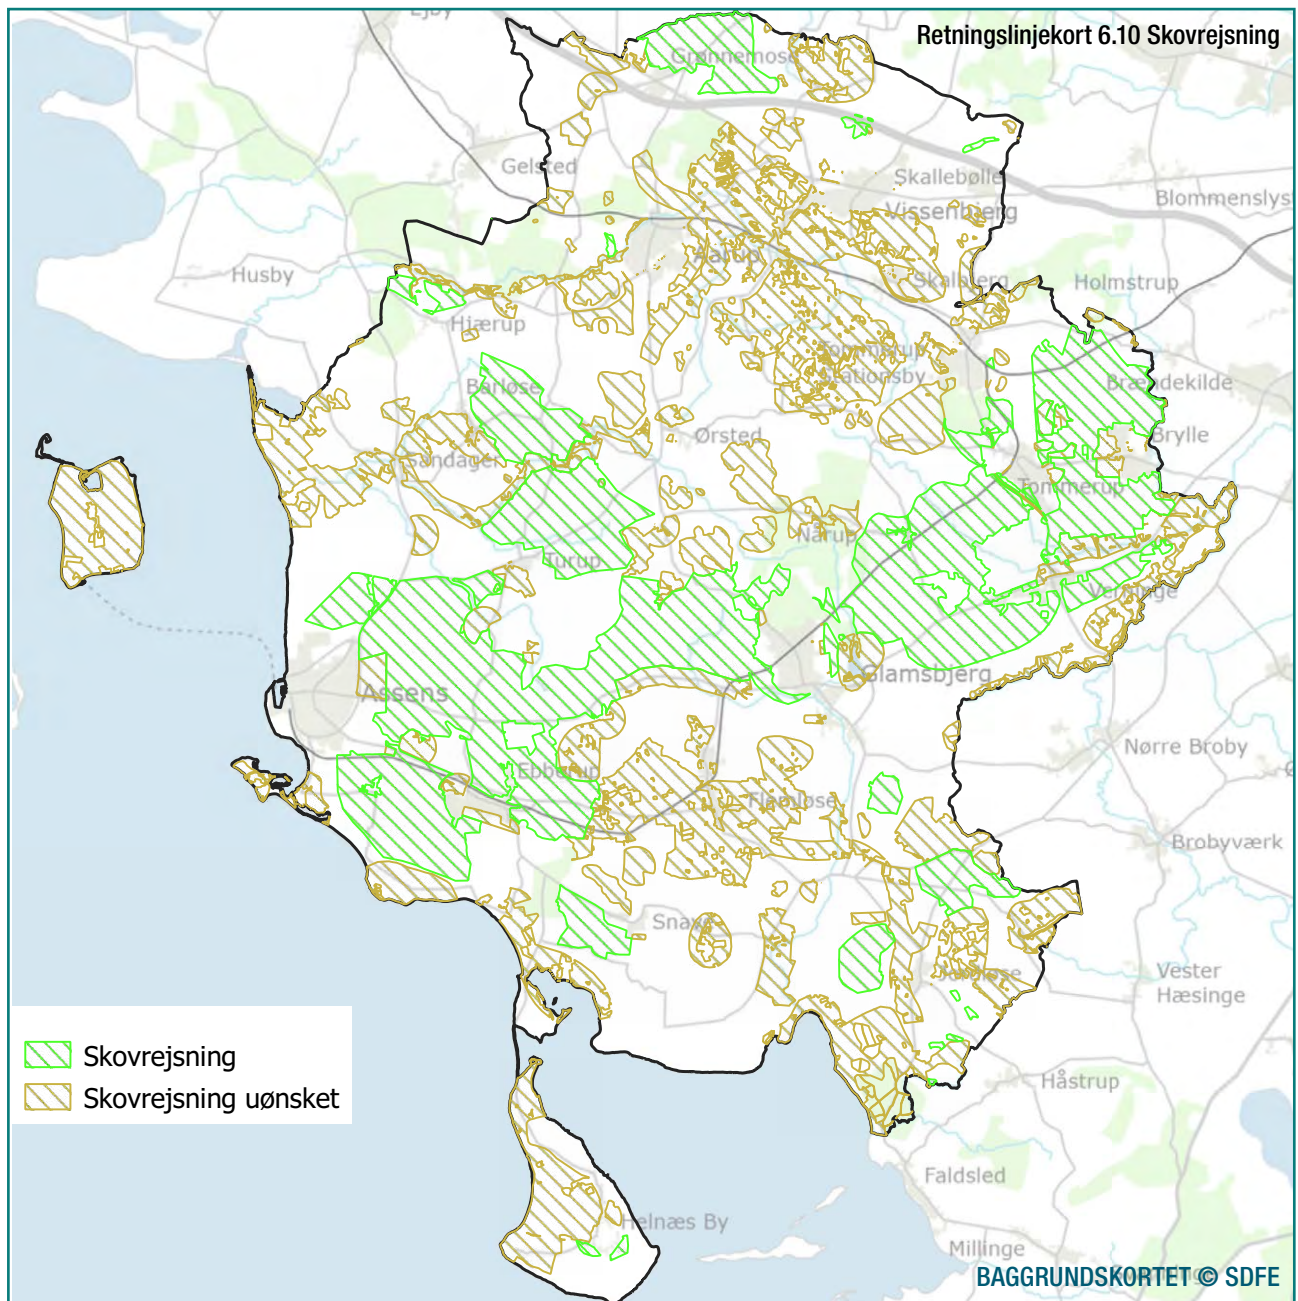 Ejby
Retningslinjekort 6.10 Skovrejsning
Grønnemose
Gelsted
Skallebølle
Blommenslyst
Vissenbjerg
Aarup
Husby
Skalbjerg
Holmstrup
Hjærup
Tommerup
Stationsby
Barløse
Brændekilde
Ørsted
Brylle
Sandager
Tommerup
Nårup
Turup
Verninge
Glamsbjerg
Assens
Nørre Broby
Ebberup
Flemløse
Brobyværk
Snave
Jordløse
Vester
Hæsinge
Skovrejsning
Håstrup
Skovrejsning uønsket
Faldsled
Helnæs By
Millinge
BAGGRUNDSKORTET © SDFE